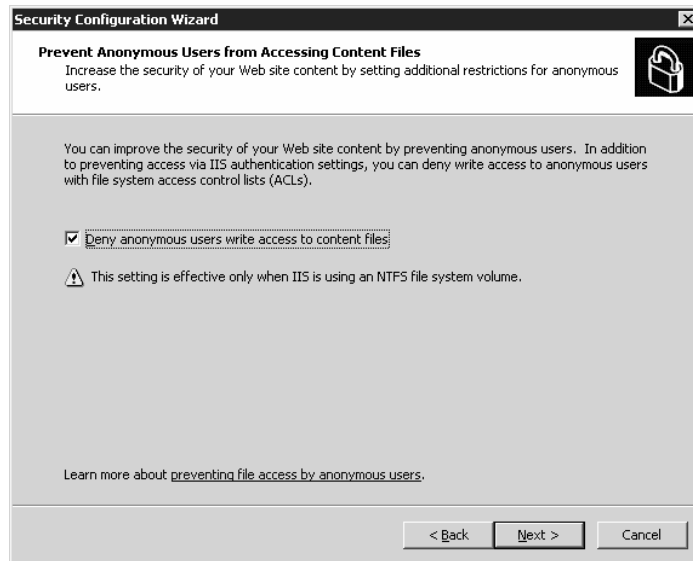 Security Configuration Wizard
Prevent Anonymous Users from Accessing Content Files
Increase the security of your Web site content by setting additional restrictions for anonymous
users.
You can improve the security of your Web site content by preventing anonymous users. In addition
to preventing access via IIS authentication settings, you can deny write access to anonymous users
with file system access control lists (ACLs).
Deny anonymous users write access to content files
This setting is effective only when IIS is using an NTFS file system volume.
Learn more about preventing file access by anonymous users.
< Back Next > Cancel